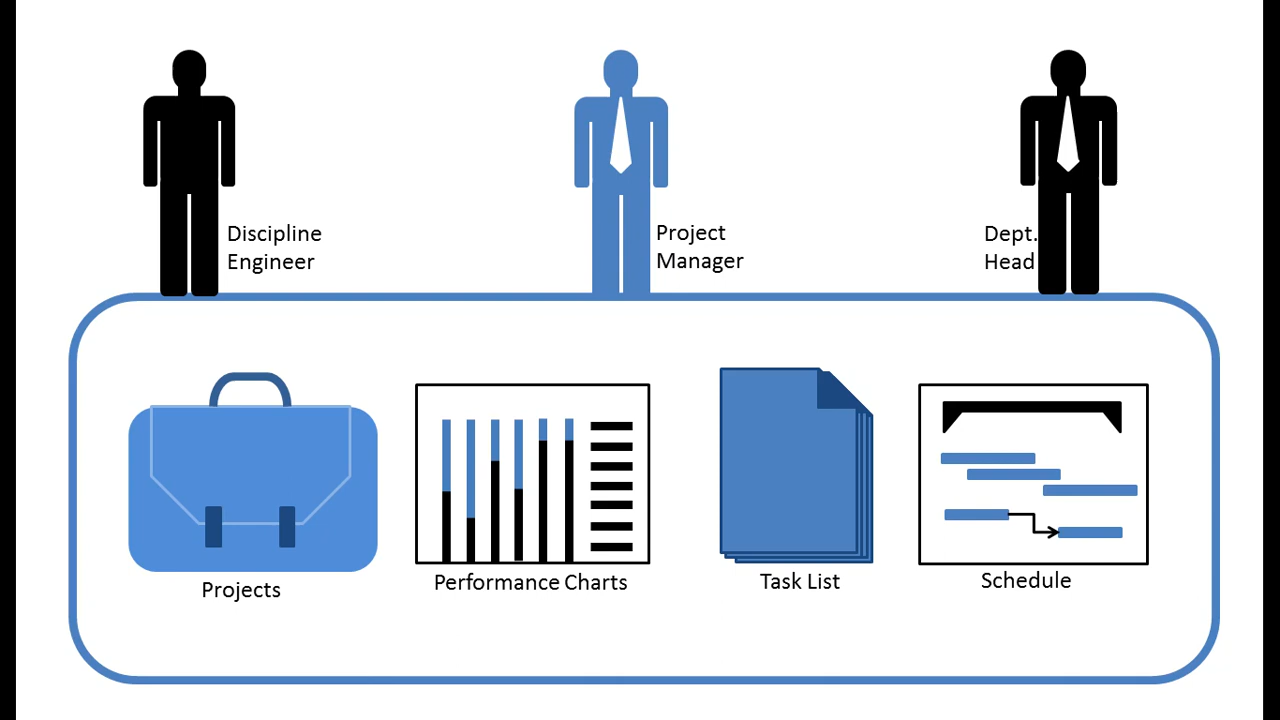 Discipline
Engineer
Project
Manager
Dept.
Head
Projects
Performance Charts
Task List
Schedule